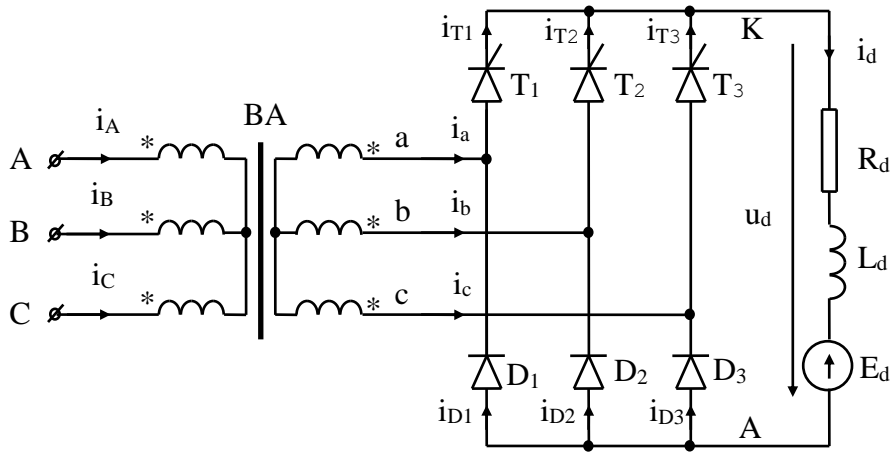 i_T1 i_T2 i_T3 K i_d
T_1 T_2 T_3
BA
i_A * * a i_a
A
R_d
i_B b i_b
B * *
u_d
i_C c i_c
L_d
C * *
D_1 D_2 D_3 E_d
i_D1 i_D2 i_D3 A